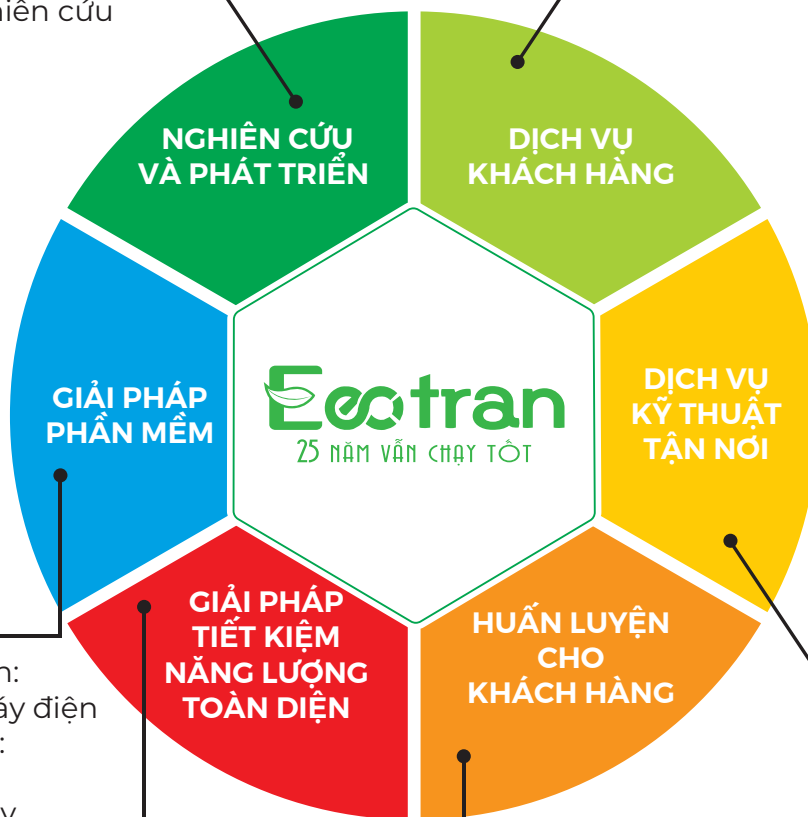 NGHIÊN CỨU
VÀ PHÁT TRIỂN
DỊCH VỤ
KHÁCH HÀNG
GIẢI PHÁP
PHẦN MỀM
Ecotran
25 NĂM VẪN CHẠY TỐT
DỊCH VỤ
KỸ THUẬT
TẬN NƠI
GIẢI PHÁP
TIẾT KIỆM
NĂNG LƯỢNG
TOÀN DIỆN
HUẤN LUYỆN
CHO
KHÁCH HÀNG
cứu
điện